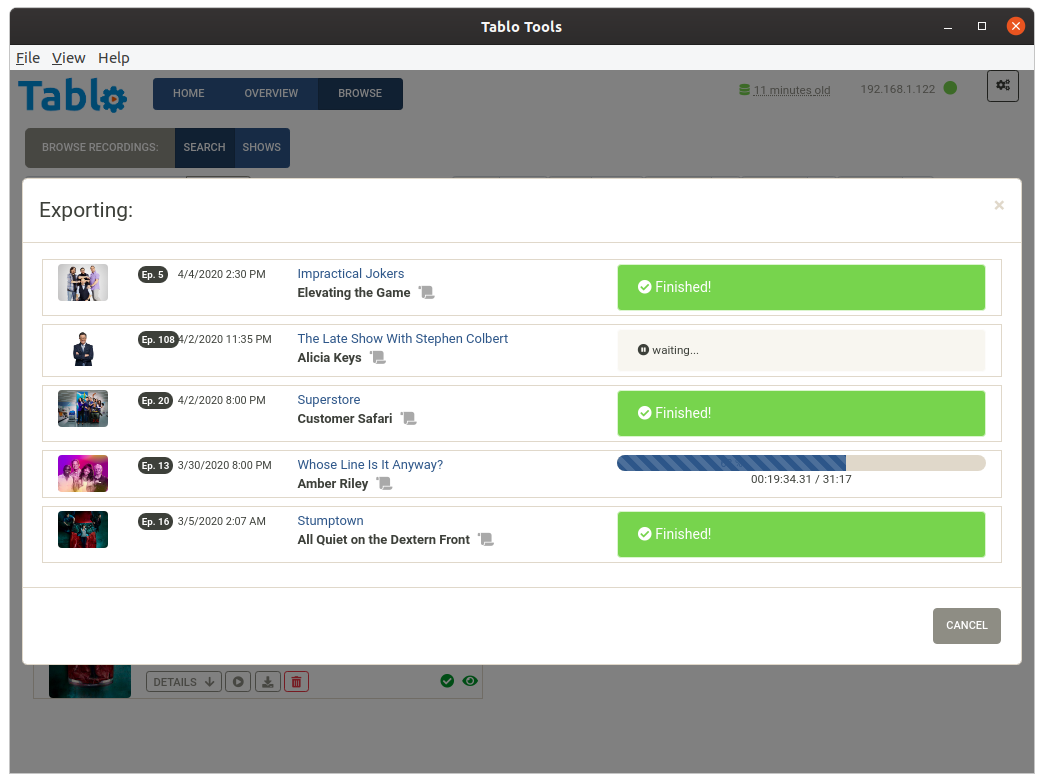 Tablo Tools
File View Help
Tablo HOME OVERVIEW BROWSE 11 minutes old 192.168.1.122
BROWSE RECORDINGS: SEARCH SHOWS
Exporting: ×
Ep. 5 4/4/2020 2:30 PM Impractical Jokers
Elevating the Game
Finished!
Ep. 108 4/2/2020 11:35 PM The Late Show With Stephen Colbert
Alicia Keys
waiting...
Ep. 20 4/2/2020 8:00 PM Superstore
Customer Safari
Finished!
Ep. 13 3/30/2020 8:00 PM Whose Line Is It Anyway?
Amber Riley
00:19:34.31 / 31:17
Ep. 16 3/5/2020 2:07 AM Stumptown
All Quiet on the Dextern Front
Finished!
CANCEL
DETAILS